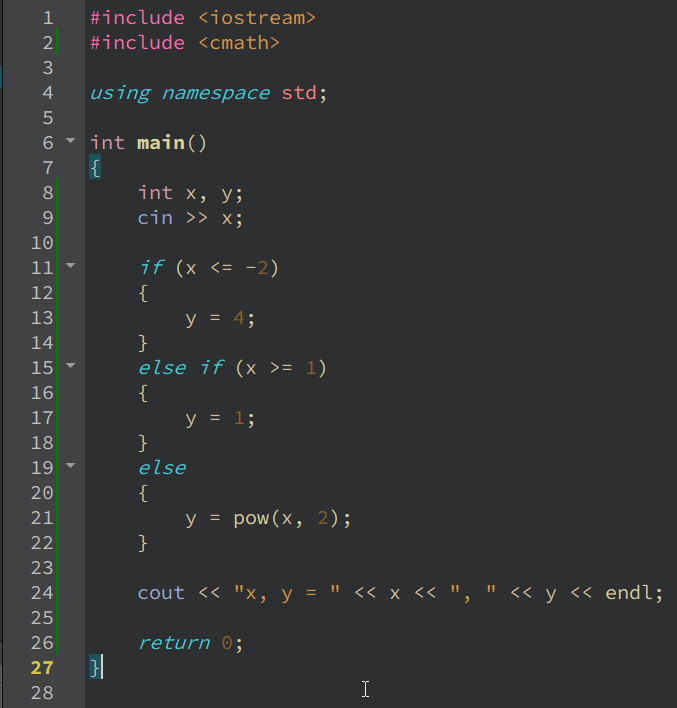 1 #include <iostream>
2 #include <cmath>
3
4 using namespace std;
5
6 int main()
7 {
8     int x, y;
9     cin >> x;
10
11     if (x <= -2)
12     {
13         y = 4;
14     }
15     else if (x >= 1)
16     {
17         y = 1;
18     }
19     else
20     {
21         y = pow(x, 2);
22     }
23
24     cout << "x, y = " << x << ", " << y << endl;
25
26     return 0;
27 }
28